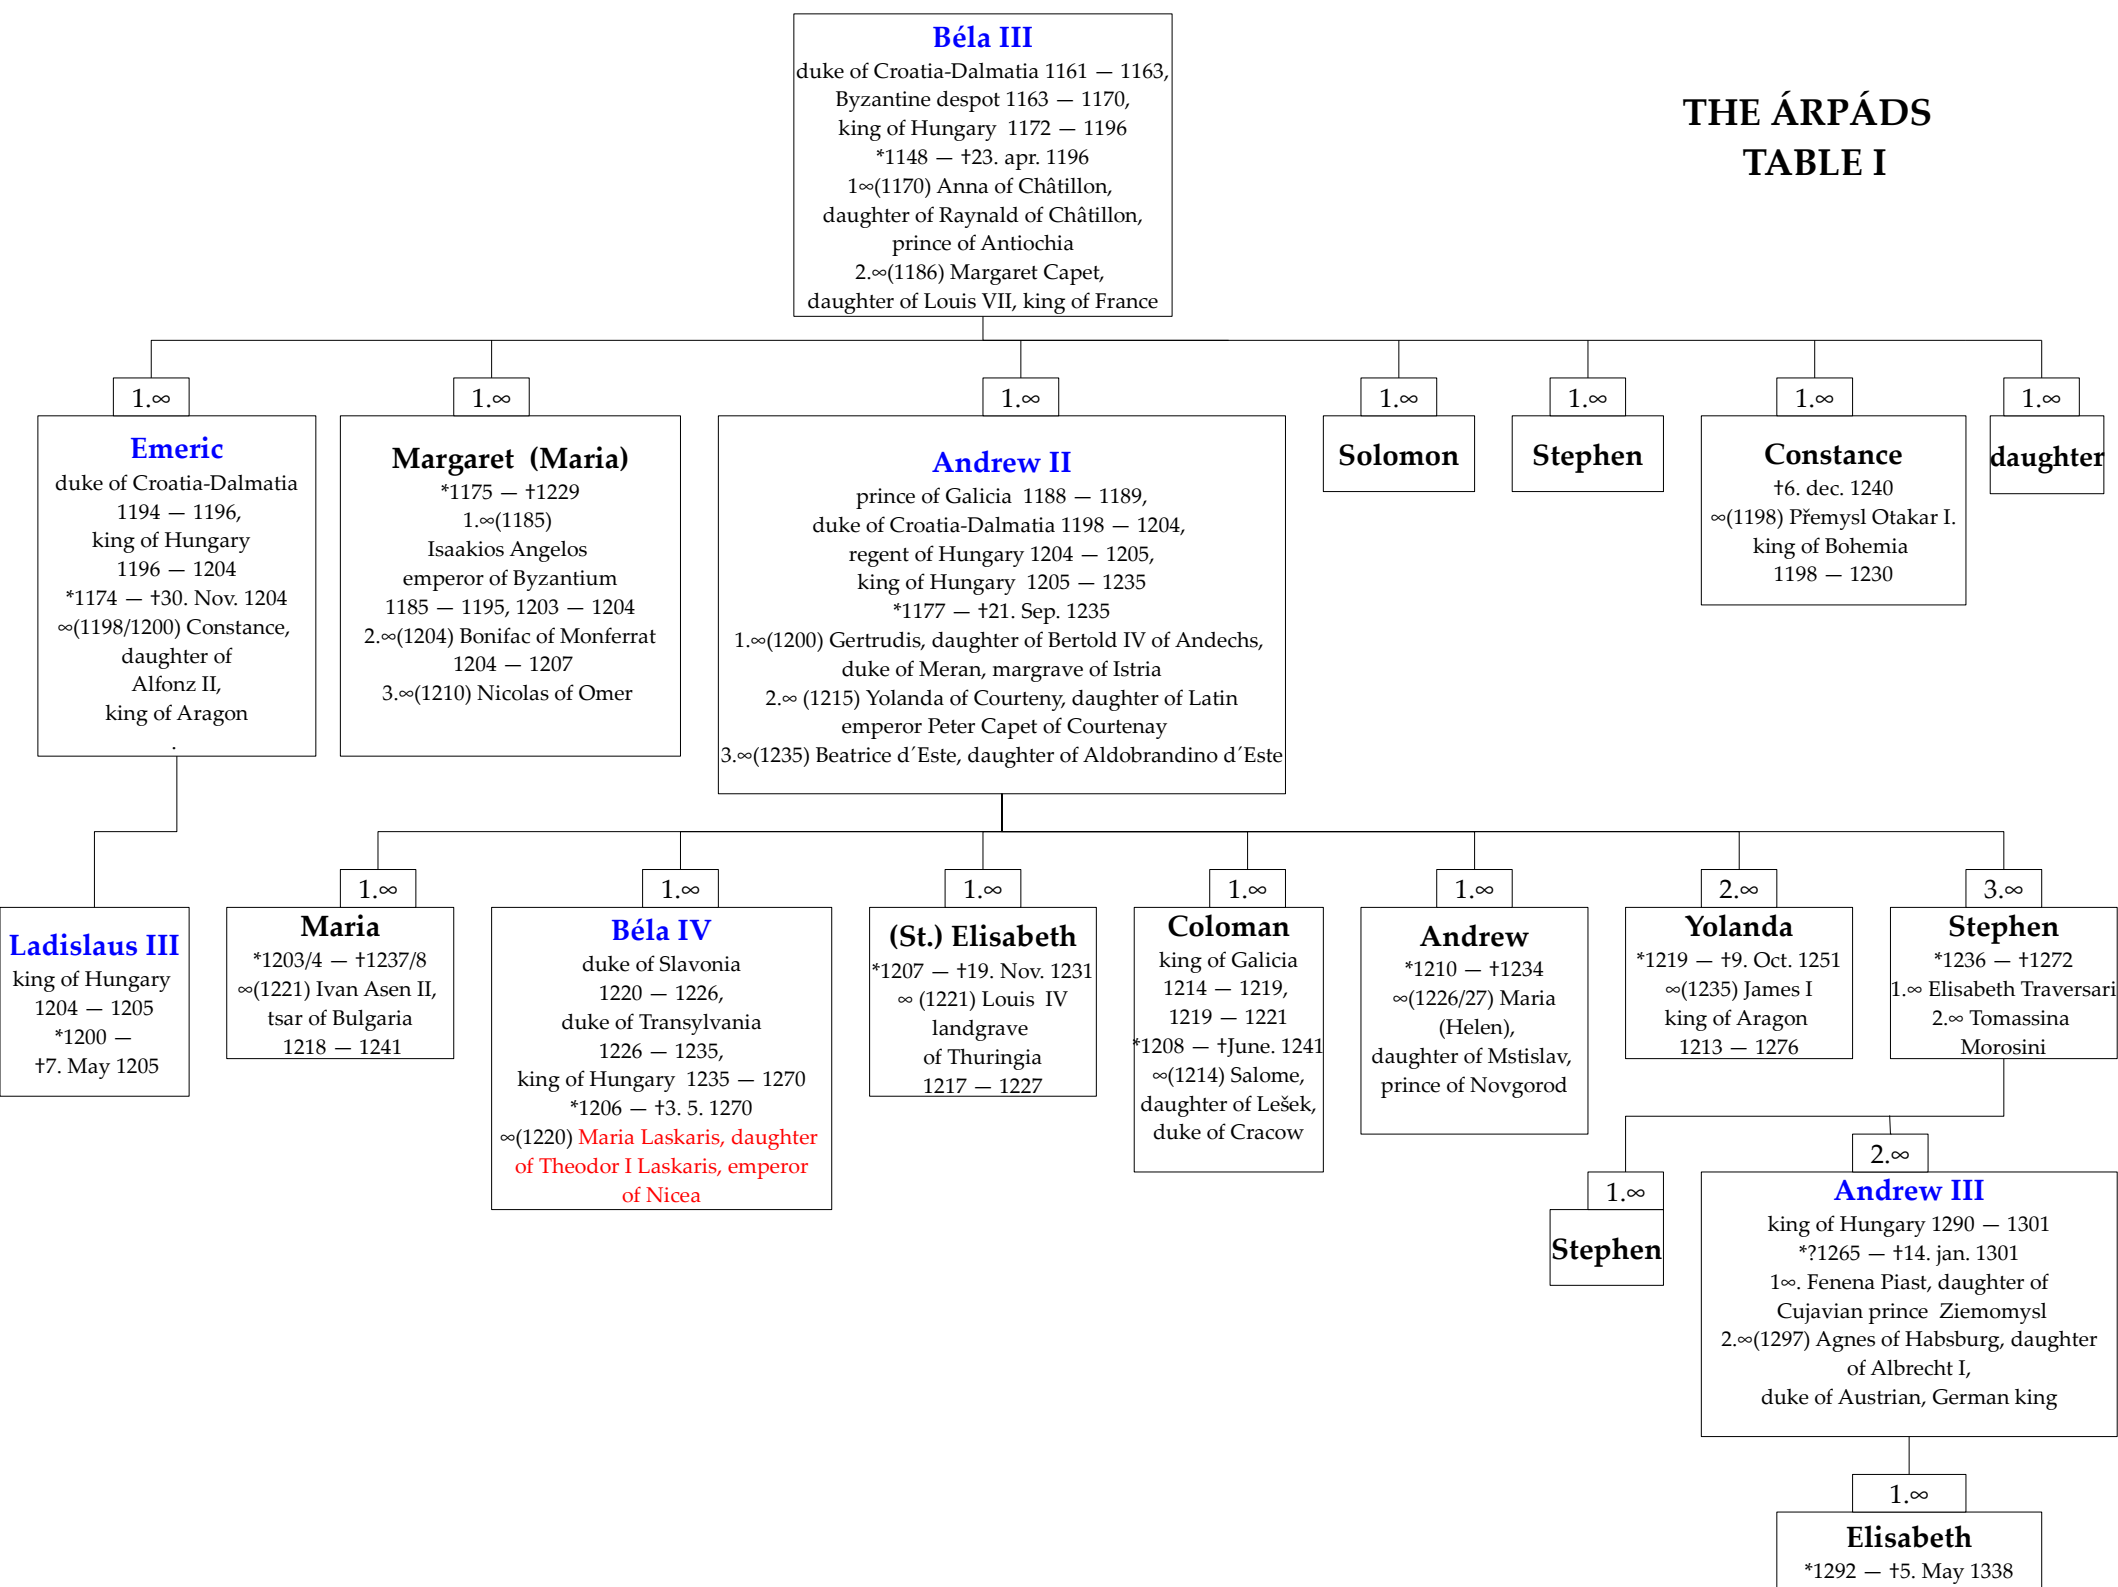 THE ÁRPÁDS
TABLE I
Béla III
duke of Croatia-Dalmatia 1161 — 1163,
Byzantine despot 1163 — 1170,
king of Hungary 1172 — 1196
*1148 — †23. apr. 1196
1∞(1170) Anna of Châtillon,
daughter of Raynald of Châtillon,
prince of Antiochia
2.∞(1186) Margaret Capet,
daughter of Louis VII, king of France
1.∞
Emeric
duke of Croatia-Dalmatia
1194 — 1196,
king of Hungary
1196 — 1204
*1174 — †30. Nov. 1204
∞(1198/1200) Constance,
daughter of
Alfonz II,
king of Aragon
.
1.∞
Margaret (Maria)
*1175 — †1229
1.∞(1185)
Isaakios Angelos
emperor of Byzantium
1185 — 1195, 1203 — 1204
2.∞(1204) Bonifac of Monferrat
1204 — 1207
3.∞(1210) Nicolas of Omer
1.∞
Andrew II
prince of Galicia 1188 — 1189,
duke of Croatia-Dalmatia 1198 — 1204,
regent of Hungary 1204 — 1205,
king of Hungary 1205 — 1235
*1177 — †21. Sep. 1235
1.∞(1200) Gertrudis, daughter of Bertold IV of Andechs,
duke of Meran, margrave of Istria
2.∞ (1215) Yolanda of Courteny, daughter of Latin
emperor Peter Capet of Courtenay
3.∞(1235) Beatrice d´Este, daughter of Aldobrandino d´Este
1.∞
Solomon
1.∞
Stephen
1.∞
Constance
†6. dec. 1240
∞(1198) Přemysl Otakar I.
king of Bohemia
1198 — 1230
1.∞
daughter
Ladislaus III
king of Hungary
1204 — 1205
*1200 —
†7. May 1205
1.∞
Maria
*1203/4 — †1237/8
∞(1221) Ivan Asen II,
tsar of Bulgaria
1218 — 1241
1.∞
Béla IV
duke of Slavonia
1220 — 1226,
duke of Transylvania
1226 — 1235,
king of Hungary 1235 — 1270
*1206 — †3. 5. 1270
∞(1220) Maria Laskaris, daughter
of Theodor I Laskaris, emperor
of Nicea
1.∞
(St.) Elisabeth
*1207 — †19. Nov. 1231
∞ (1221) Louis IV
landgrave
of Thuringia
1217 — 1227
1.∞
Coloman
king of Galicia
1214 — 1219,
1219 — 1221
*1208 — †June. 1241
∞(1214) Salome,
daughter of Lešek,
duke of Cracow
1.∞
Andrew
*1210 — †1234
∞(1226/27) Maria
(Helen),
daughter of Mstislav,
prince of Novgorod
2.∞
Yolanda
*1219 — †9. Oct. 1251
∞(1235) James I
king of Aragon
1213 — 1276
3.∞
Stephen
*1236 — †1272
1.∞ Elisabeth Traversari
2.∞ Tomassina
Morosini
1.∞
Stephen
2.∞
Andrew III
king of Hungary 1290 — 1301
*?1265 — †14. jan. 1301
1∞. Fenena Piast, daughter of
Cujavian prince Ziemomysl
2.∞(1297) Agnes of Habsburg, daughter
of Albrecht I,
duke of Austrian, German king
1.∞
Elisabeth
*1292 — †5. May 1338